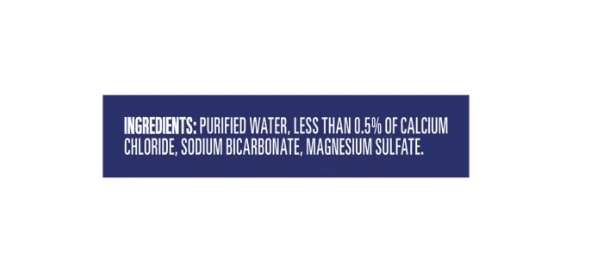 INGREDIENTS: PURIFIED WATER, LESS THAN 0.5% OF CALCIUM
CHLORIDE, SODIUM BICARBONATE, MAGNESIUM SULFATE.